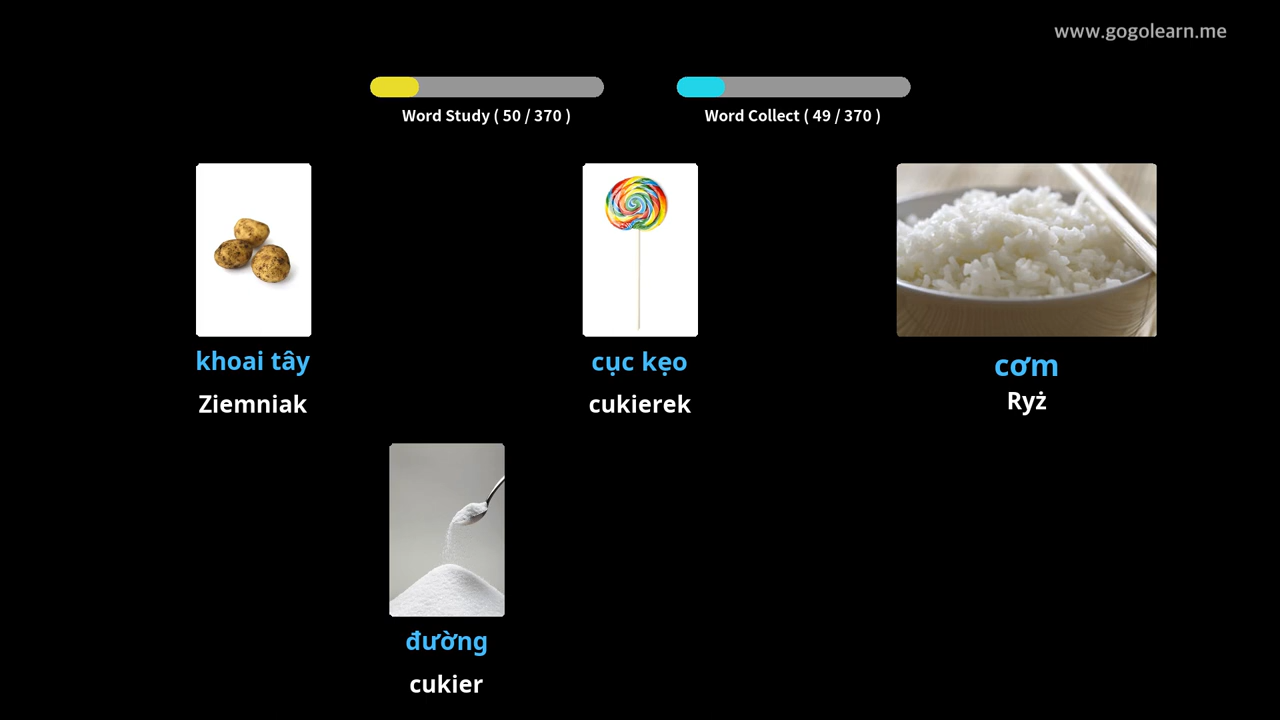 www.gogolearn.me
Word Study ( 50 / 370 )
Word Collect ( 49 / 370 )
khoai tây
Ziemniak
cục kẹo
cukierek
cơm
Ryż
đường
cukier